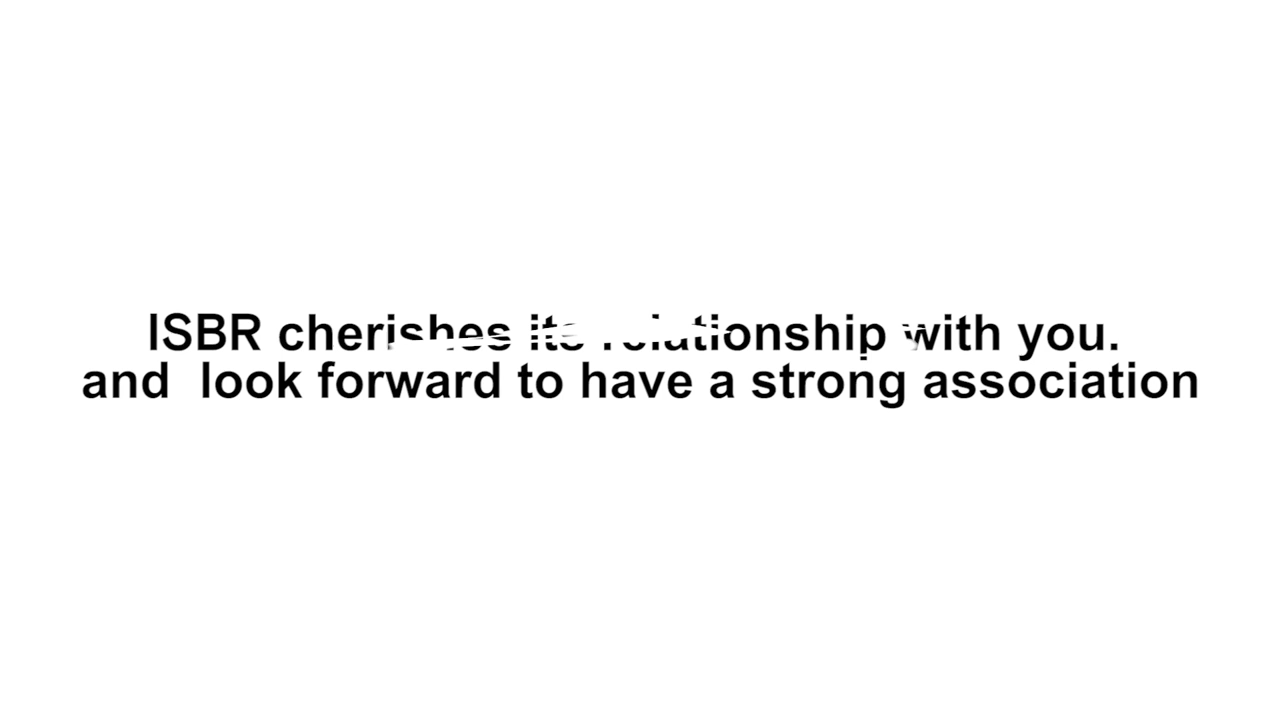 ISBR cherishes its relationship with you.
and  look forward to have a strong association